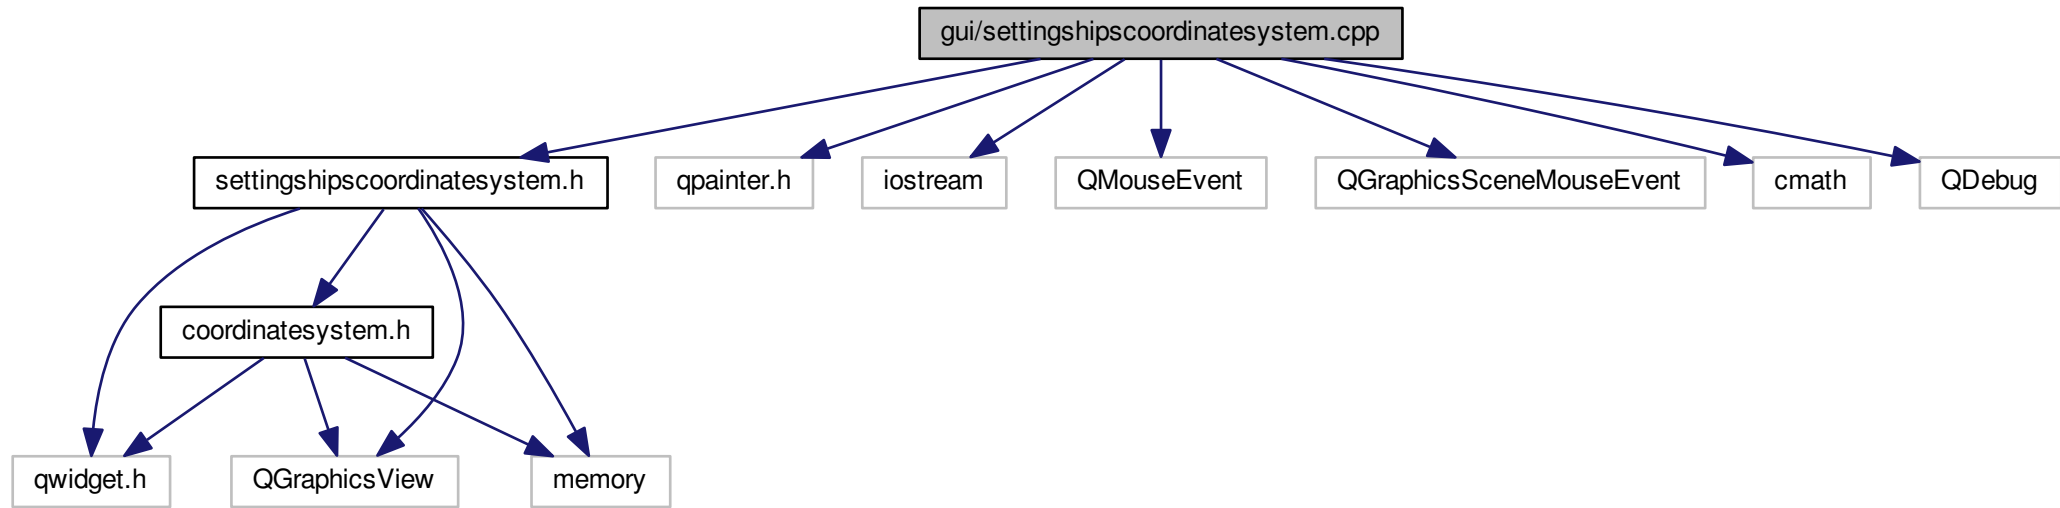 gui/settingshipscoordinatesystem.cpp
settingshipscoordinatesystem.h
qpainter.h
iostream
QMouseEvent
QGraphicsSceneMouseEvent
cmath
QDebug
coordinatesystem.h
qwidget.h
QGraphicsView
memory